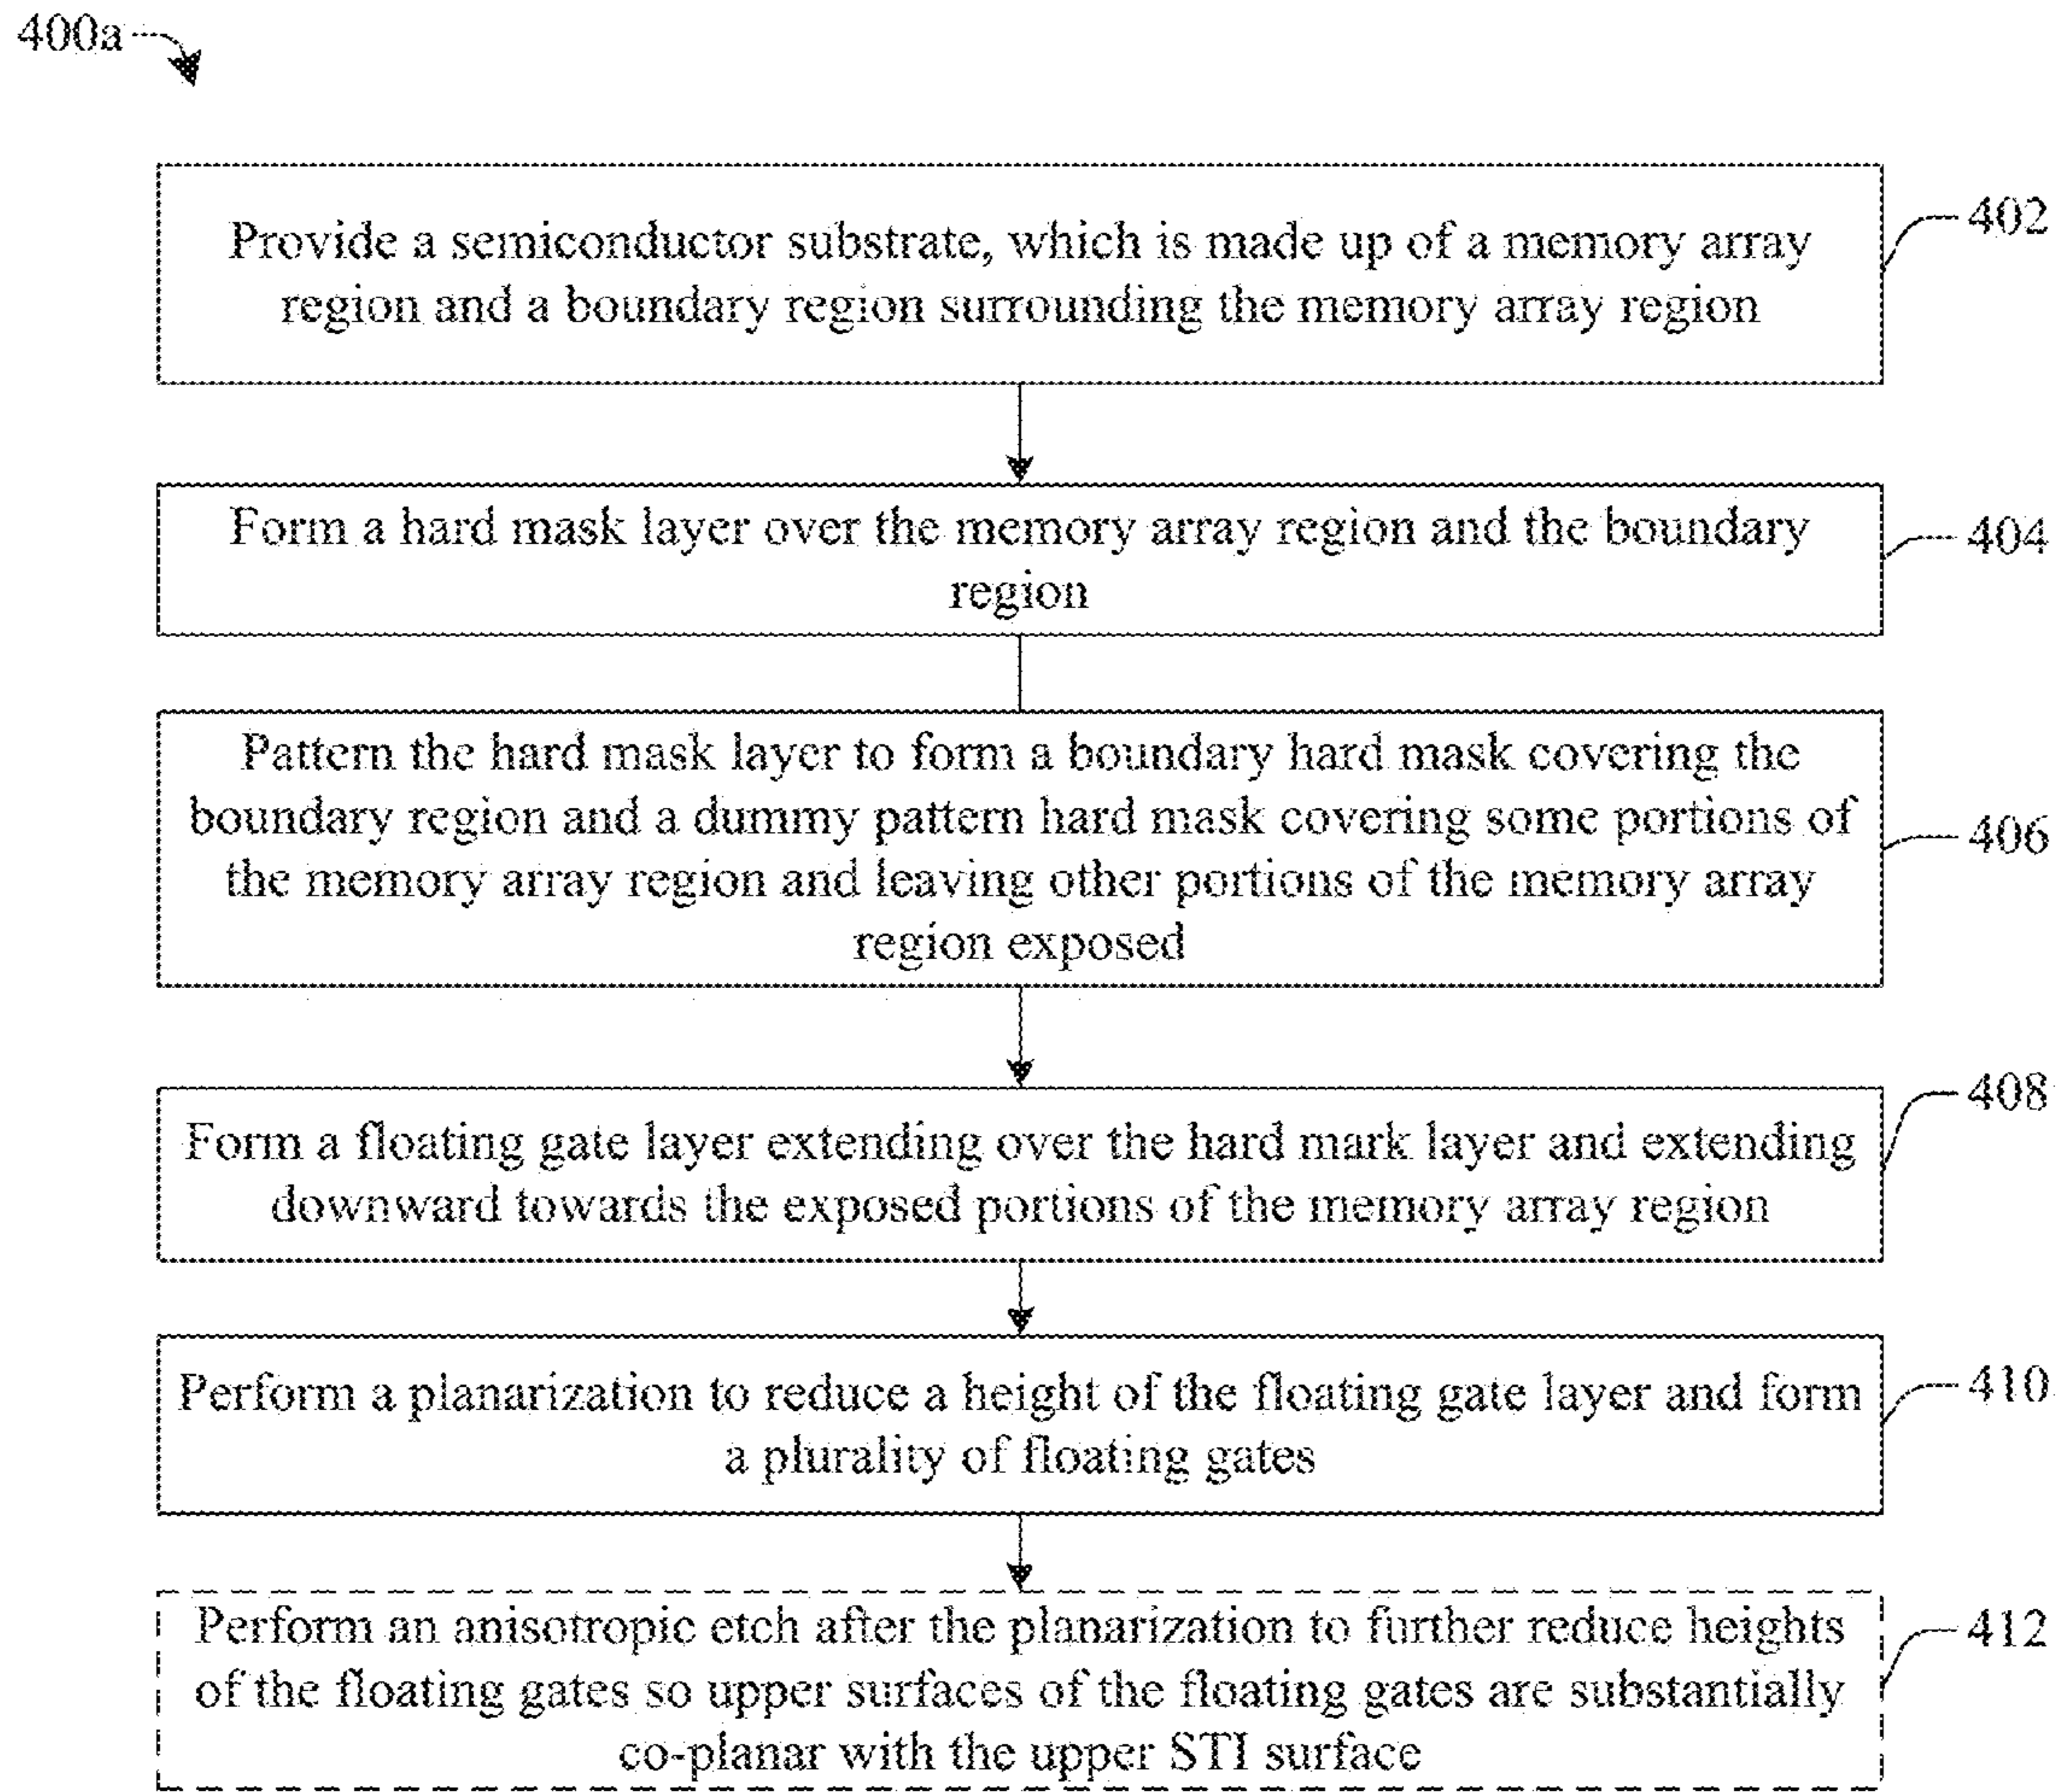 400a
Provide a semiconductor substrate, which is made up of a memory array
region and a boundary region surrounding the memory array region
402
Form a hard mask layer over the memory array region and the boundary
region
404
Pattern the hard mask layer to form a boundary hard mask covering the
boundary region and a dummy pattern hard mask covering some portions of
the memory array region and leaving other portions of the memory array
region exposed
406
Form a floating gate layer extending over the hard mark layer and extending
downward towards the exposed portions of the memory array region
408
Perform a planarization to reduce a height of the floating gate layer and form
a plurality of floating gates
410
Perform an anisotropic etch after the planarization to further reduce heights
of the floating gates so upper surfaces of the floating gates are substantially
co-planar with the upper STI surface
412